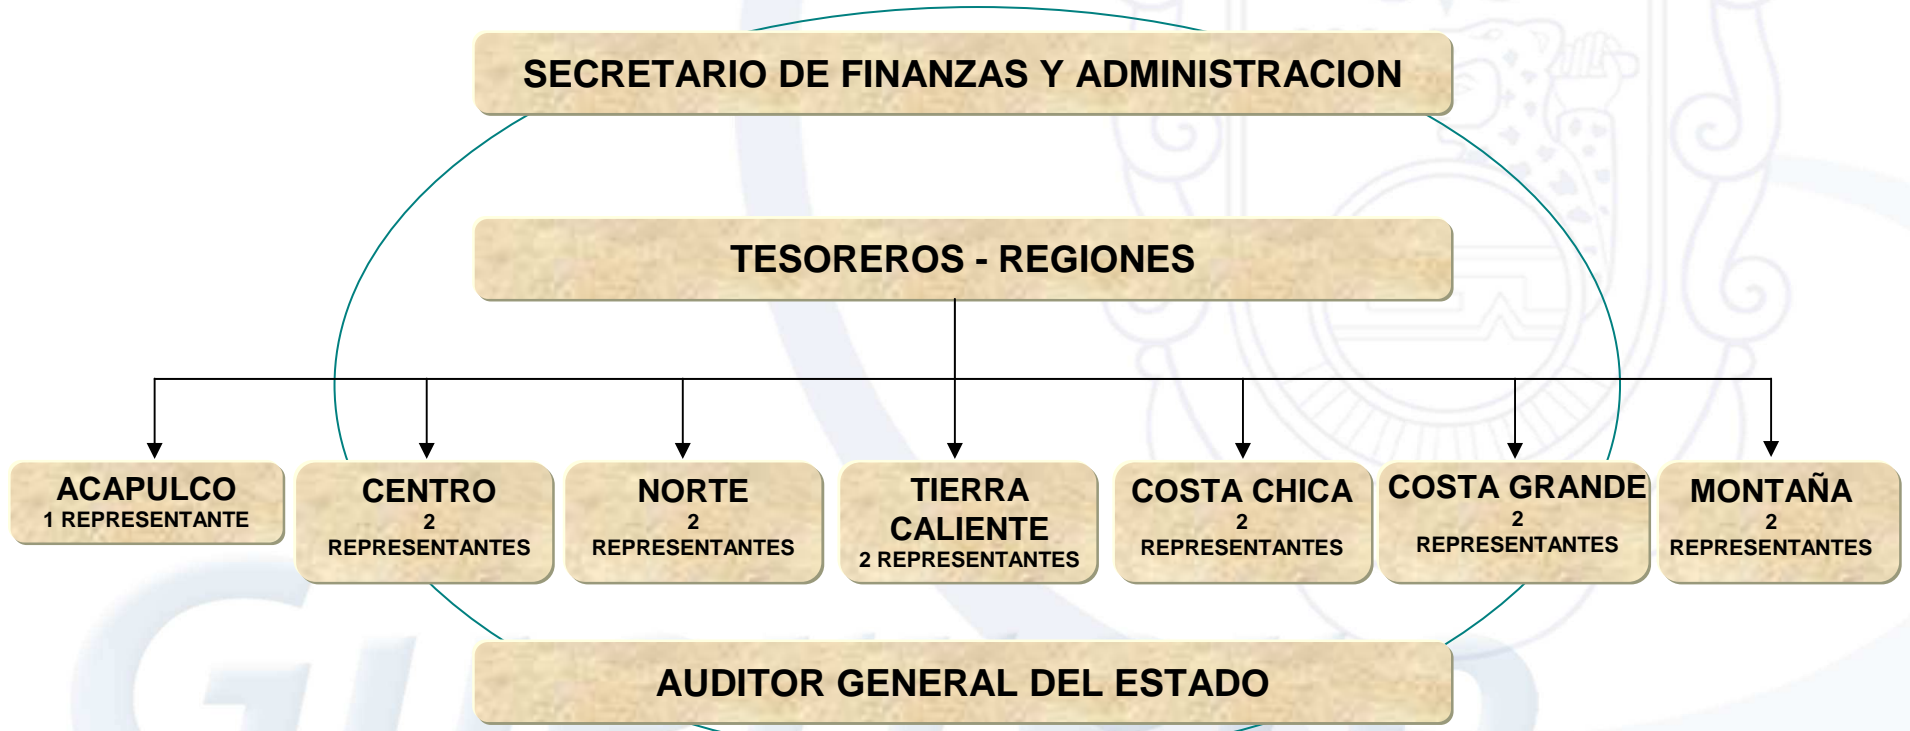 SECRETARIO DE FINANZAS Y ADMINISTRACION
TESOREROS - REGIONES
ACAPULCO
1 REPRESENTANTE
CENTRO
2
REPRESENTANTES
NORTE
2
REPRESENTANTES
TIERRA
CALIENTE
2 REPRESENTANTES
COSTA CHICA
2
REPRESENTANTES
COSTA GRANDE
2
REPRESENTANTES
MONTAÑA
2
REPRESENTANTES
AUDITOR GENERAL DEL ESTADO